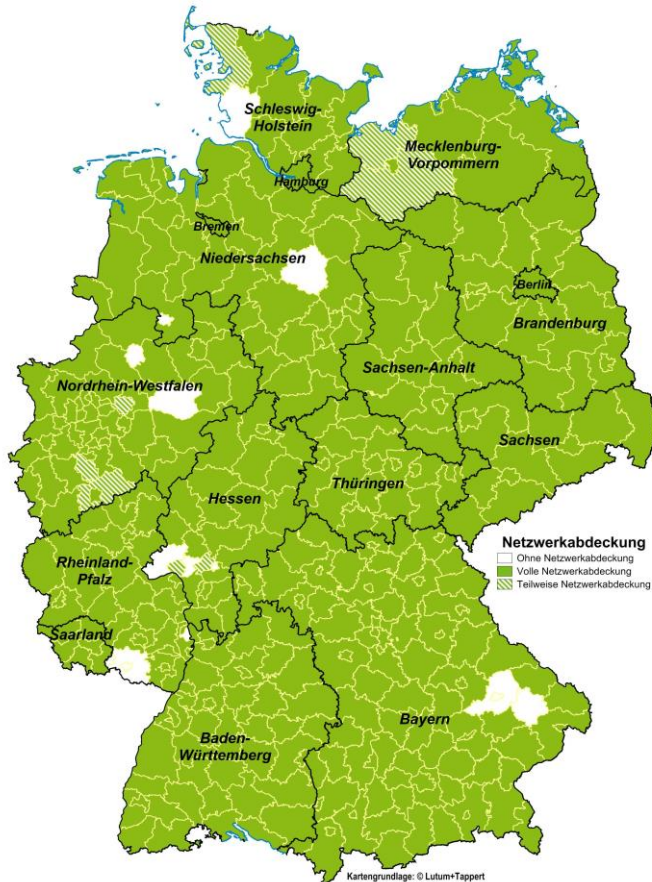 Schleswig-
Holstein
Mecklenburg-
Vorpommern
Hamburg
Bremen
Niedersachsen
Berlin
Brandenburg
Sachsen-Anhalt
Nordrhein-Westfalen
Sachsen
Thüringen
Hessen
Netzwerkabdeckung
Ohne Netzwerkabdeckung
Volle Netzwerkabdeckung
Teilweise Netzwerkabdeckung
Rheinland-
Pfalz
Saarland
Bayern
Baden-
Württemberg
Kartengrundlage: © Lutum+Tappert